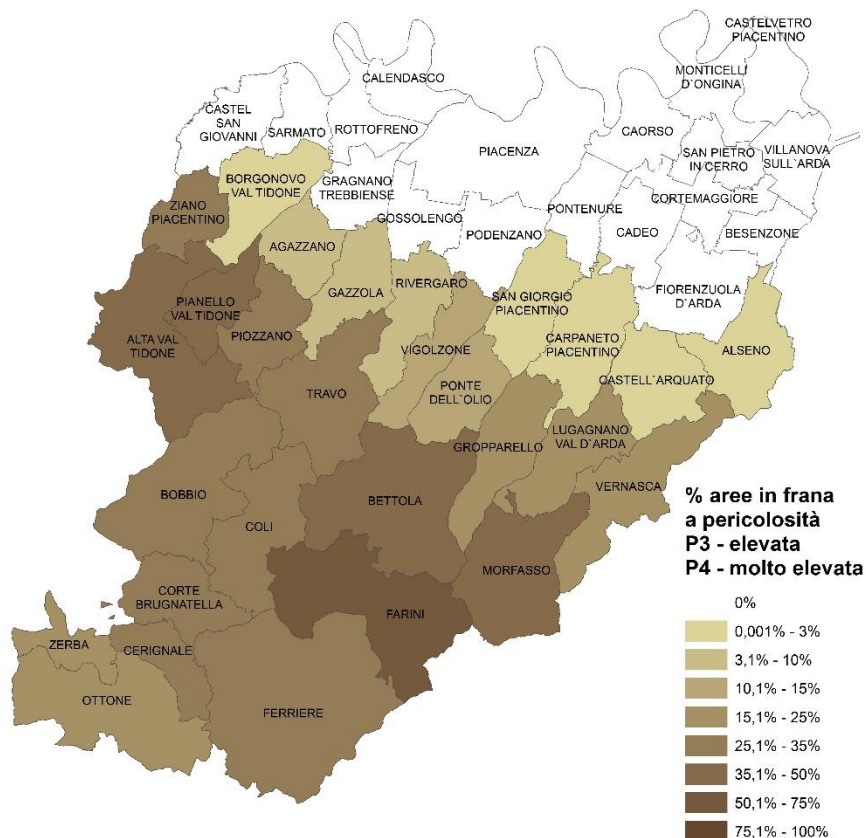 CASTELVETRO
PIACENTINO
MONTICELLI
D`ONGINA
CALENDASCO
CASTEL
SAN
GIOVANNI
SARMATO
ROTTOFRENO
CAORSO
PIACENZA
SAN PIETRO
IN CERRO
VILLANOVA
SULL`ARDA
BORGONOVO
VAL TIDONE
GRAGNANO
TREBBIENSE
ZIANO
PIACENTINO
GOSSOLENGO
PONTENURE
CORTEMAGGIORE
PODENZANO
CADEO
BESENZONE
AGAZZANO
RIVERGARO
GAZZOLA
SAN GIORGIO
PIACENTINO
FIORENZUOLA
D`ARDA
PIANELLO
VAL TIDONE
ALTA VAL
TIDONE
PIOZZANO
VIGOLZONE
CARPANETO
PIACENTINO
ALSENO
TRAVO
PONTE
DELL`OLIO
CASTELL`ARQUATO
GROPPARELLO
LUGAGNANO
VAL D`ARDA
VERNASCA
BOBBIO
BETTOLA
COLI
MORFASSO
CORTE
BRUGNATELLA
FARINI
ZERBA
CERIGNALE
OTTONE
FERRIERE
% aree in frana
a pericolosità
P3 - elevata
P4 - molto elevata
0%
0,001% - 3%
3,1% - 10%
10,1% - 15%
15,1% - 25%
25,1% - 35%
35,1% - 50%
50,1% - 75%
75,1% - 100%